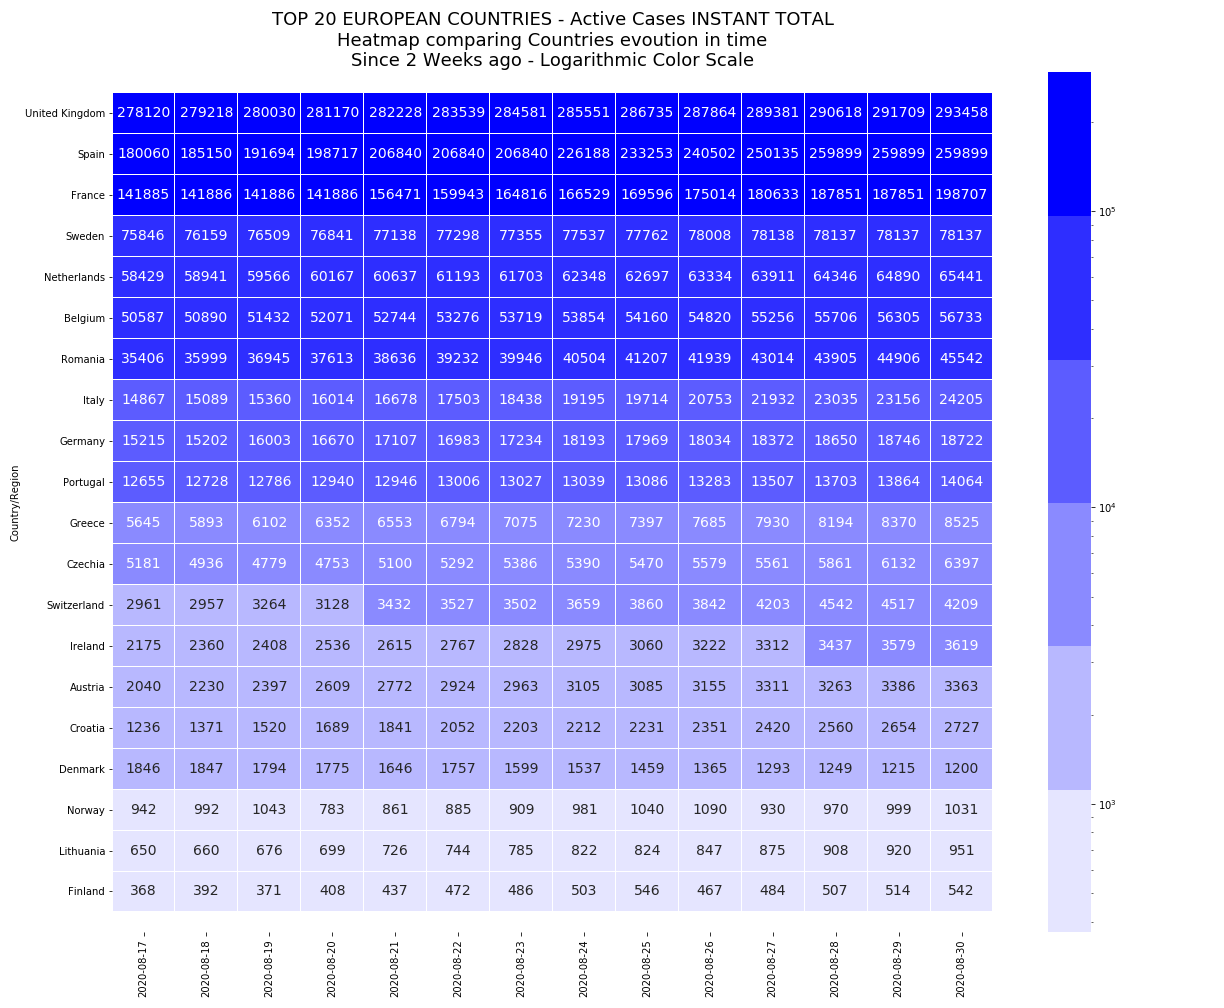 TOP 20 EUROPEAN COUNTRIES - Active Cases INSTANT TOTAL
Heatmap comparing Countries evoution in time
Since 2 Weeks ago - Logarithmic Color Scale
Country/Region
United Kingdom 278120 279218 280030 281170 282228 283539 284581 285551 286735 287864 289381 290618 291709 293458
Spain 180060 185150 191694 198717 206840 206840 206840 226188 233253 240502 250135 259899 259899 259899
France 141885 141886 141886 141886 156471 159943 164816 166529 169596 175014 180633 187851 187851 198707
Sweden 75846 76159 76509 76841 77138 77298 77355 77537 77762 78008 78138 78137 78137 78137
Netherlands 58429 58941 59566 60167 60637 61193 61703 62348 62697 63334 63911 64346 64890 65441
Belgium 50587 50890 51432 52071 52744 53276 53719 53854 54160 54820 55256 55706 56305 56733
Romania 35406 35999 36945 37613 38636 39232 39946 40504 41207 41939 43014 43905 44906 45542
Italy 14867 15089 15360 16014 16678 17503 18438 19195 19714 20753 21932 23035 23156 24205
Germany 15215 15202 16003 16670 17107 16983 17234 18193 17969 18034 18372 18650 18746 18722
Portugal 12655 12728 12786 12940 12946 13006 13027 13039 13086 13283 13507 13703 13864 14064
Greece 5645 5893 6102 6352 6553 6794 7075 7230 7397 7685 7930 8194 8370 8525
Czechia 5181 4936 4779 4753 5100 5292 5386 5390 5470 5579 5561 5861 6132 6397
Switzerland 2961 2957 3264 3128 3432 3527 3502 3659 3860 3842 4203 4542 4517 4209
Ireland 2175 2360 2408 2536 2615 2767 2828 2975 3060 3222 3312 3437 3579 3619
Austria 2040 2230 2397 2609 2772 2924 2963 3105 3085 3155 3311 3263 3386 3363
Croatia 1236 1371 1520 1689 1841 2052 2203 2212 2231 2351 2420 2560 2654 2727
Denmark 1846 1847 1794 1775 1646 1757 1599 1537 1459 1365 1293 1249 1215 1200
Norway 942 992 1043 783 861 885 909 981 1040 1090 930 970 999 1031
Lithuania 650 660 676 699 726 744 785 822 824 847 875 908 920 951
Finland 368 392 371 408 437 472 486 503 546 467 484 507 514 542
2020-08-17 2020-08-18 2020-08-19 2020-08-20 2020-08-21 2020-08-22 2020-08-23 2020-08-24 2020-08-25 2020-08-26 2020-08-27 2020-08-28 2020-08-29 2020-08-30
10⁵
10⁴
10³